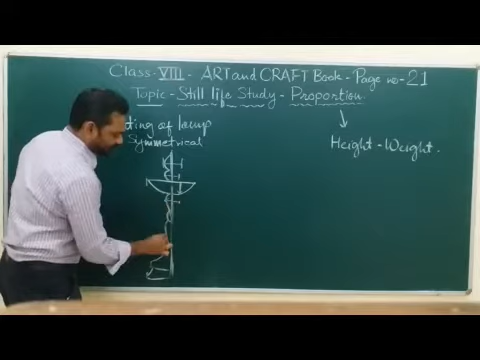 Class-VIII - ART and CRAFT Book - Page no-21
Topic - Still life Study - Proportion
ting of lamp
Symmetrical
Height - Weight.